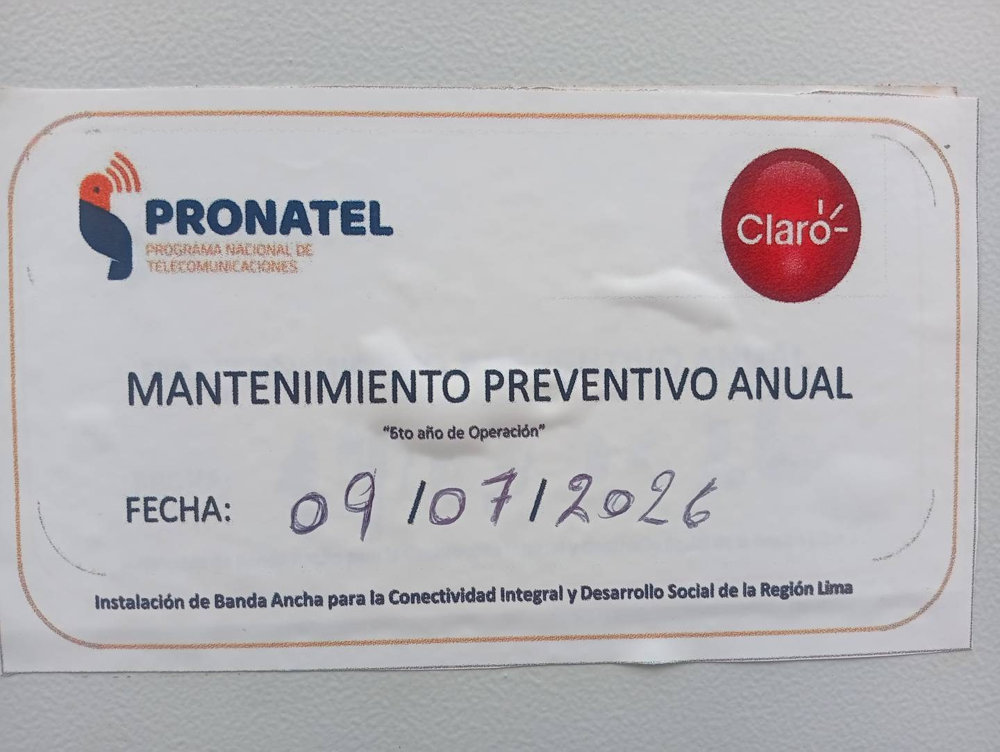 PRONATEL
PROGRAMA NACIONAL DE
TELECOMUNICACIONES
Claro
MANTENIMIENTO PREVENTIVO ANUAL
"6to año de Operación"
FECHA: 09/07/2026
Instalación de Banda Ancha para la Conectividad Integral y Desarrollo Social de la Región Lima